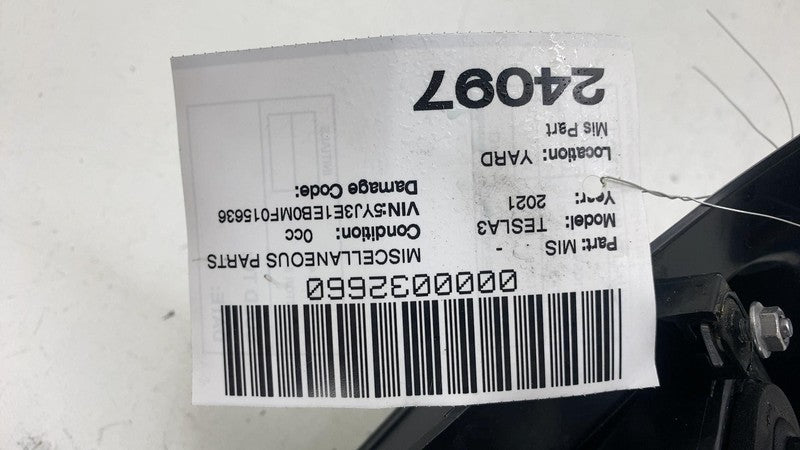 0000032660
Part: MIS - MISCELLANEOUS PARTS
Model: TESLA3 Condition: 0cc
Year: 2021 VIN:5YJ3E1EB0MF015636
Damage Code:
Location: YARD
Mis Part
24097